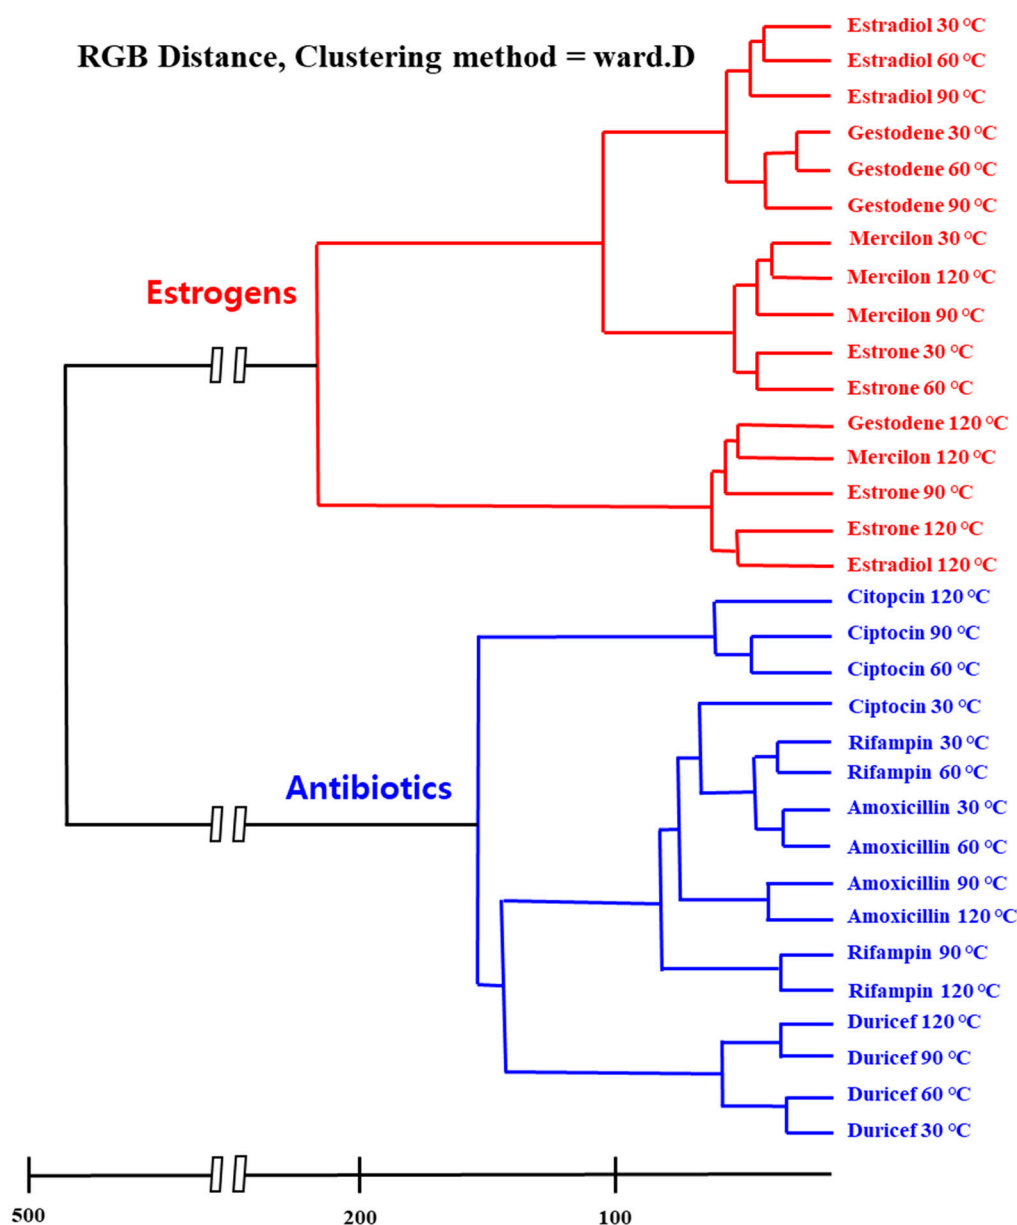 RGB Distance, Clustering method = ward.D
Estradiol 30 °C
Estradiol 60 °C
Estradiol 90 °C
Gestodene 30 °C
Gestodene 60 °C
Gestodene 90 °C
Mercilon 30 °C
Mercilon 120 °C
Mercilon 90 °C
Estrone 30 °C
Estrone 60 °C
Gestodene 120 °C
Mercilon 120 °C
Estrone 90 °C
Estrone 120 °C
Estradiol 120 °C
Estrogens
Citopcin 120 °C
Ciptocin 90 °C
Ciptocin 60 °C
Ciptocin 30 °C
Rifampin 30 °C
Rifampin 60 °C
Amoxicillin 30 °C
Amoxicillin 60 °C
Amoxicillin 90 °C
Amoxicillin 120 °C
Rifampin 90 °C
Rifampin 120 °C
Duricef 120 °C
Duricef 90 °C
Duricef 60 °C
Duricef 30 °C
Antibiotics
500 200 100